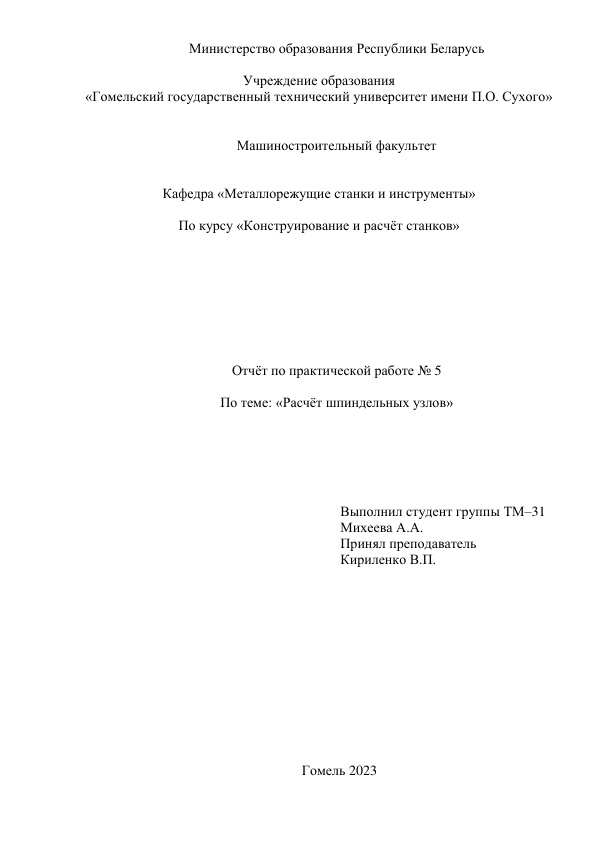 Министерство образования Республики Беларусь
Учреждение образования
«Гомельский государственный технический университет имени П.О. Сухого»
Машиностроительный факультет
Кафедра «Металлорежущие станки и инструменты»
По курсу «Конструирование и расчёт станков»
Отчёт по практической работе № 5
По теме: «Расчёт шпиндельных узлов»
Выполнил студент группы ТМ–31
Михеева А.А.
Принял преподаватель
Кириленко В.П.
Гомель 2023